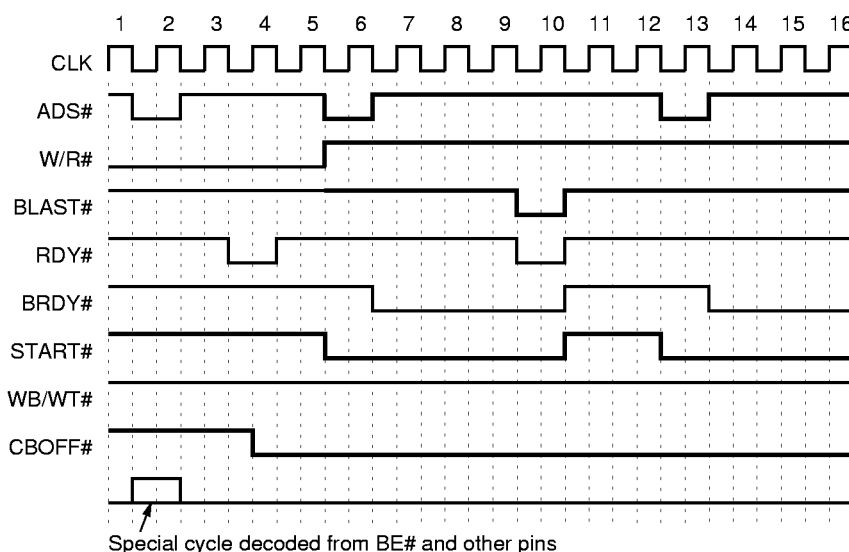 1 2 3 4 5 6 7 8 9 10 11 12 13 14 15 16
CLK
ADS#
W/R#
BLAST#
RDY#
BRDY#
START#
WB/WT#
CBOFF#
Special cycle decoded from BE# and other pins